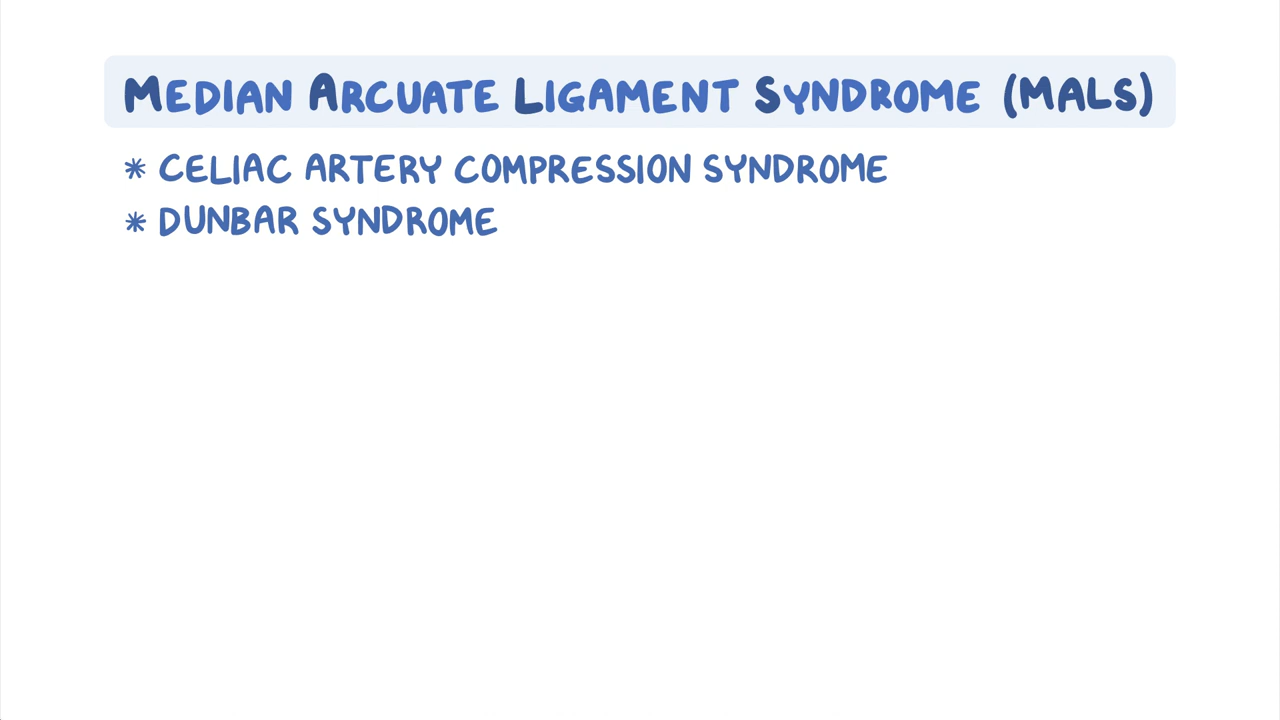 MEDIAN ARCUATE LIGAMENT SYNDROME (MALS)
* CELIAC ARTERY COMPRESSION SYNDROME
* DUNBAR SYNDROME